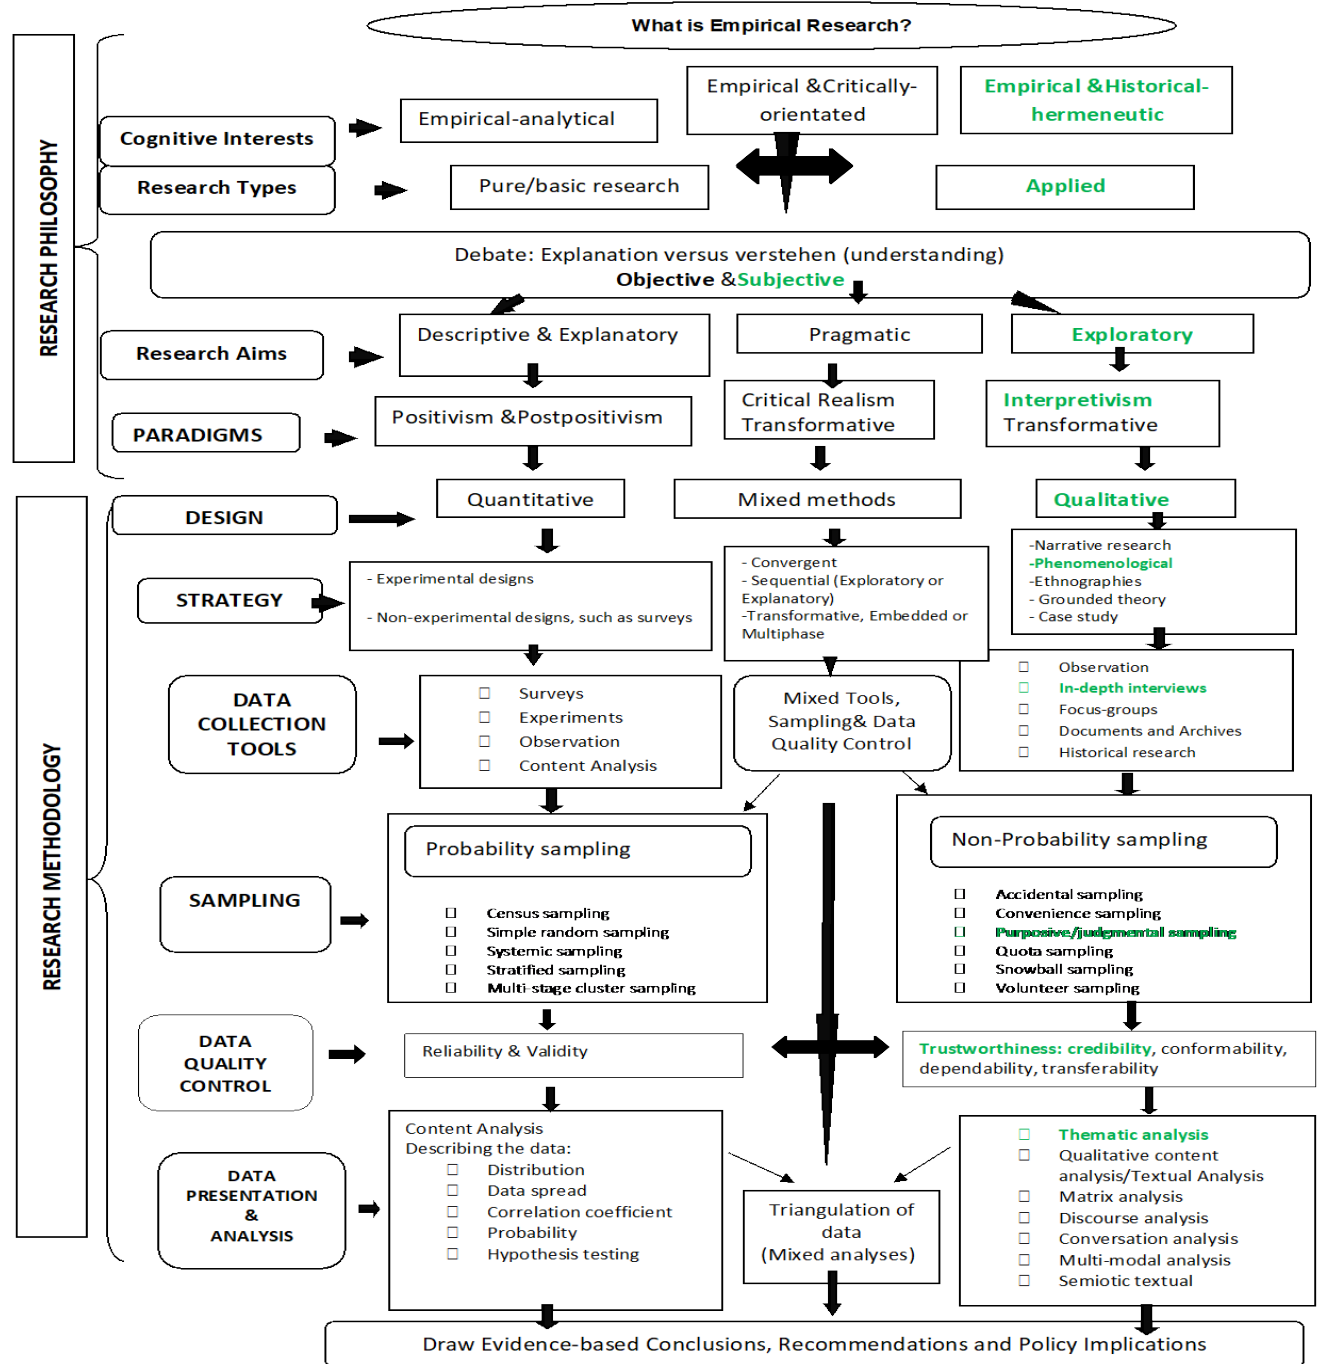 What is Empirical Research?
RESEARCH PHILOSOPHY
Cognitive Interests
Empirical-analytical
Empirical &Critically-
orientated
Empirical &Historical-
hermeneutic
Research Types
Pure/basic research
Applied
Debate: Explanation versus verstehen (understanding)
Objective &Subjective
Research Aims
Descriptive & Explanatory
Pragmatic
Exploratory
PARADIGMS
Positivism &Postpositivism
Critical Realism
Transformative
Interpretivism
Transformative
RESEARCH METHODOLOGY
DESIGN
Quantitative
Mixed methods
Qualitative
STRATEGY
- Experimental designs
- Non-experimental designs, such as surveys
- Convergent
- Sequential (Exploratory or
Explanatory)
-Transformative, Embedded or
Multiphase
-Narrative research
-Phenomenological
-Ethnographies
- Grounded theory
- Case study
DATA
COLLECTION
TOOLS
Surveys
Experiments
Observation
Content Analysis
Mixed Tools,
Sampling& Data
Quality Control
Observation
In-depth interviews
Focus-groups
Documents and Archives
Historical research
SAMPLING
Probability sampling
Census sampling
Simple random sampling
Systemic sampling
Stratified sampling
Multi-stage cluster sampling
Non-Probability sampling
Accidental sampling
Convenience sampling
Purposive/judgmental sampling
Quota sampling
Snowball sampling
Volunteer sampling
DATA
QUALITY
CONTROL
Reliability & Validity
Trustworthiness: credibility, conformability,
dependability, transferability
DATA
PRESENTATION
&
ANALYSIS
Content Analysis
Describing the data:
Distribution
Data spread
Correlation coefficient
Probability
Hypothesis testing
Triangulation of
data
(Mixed analyses)
Thematic analysis
Qualitative content
analysis/Textual Analysis
Matrix analysis
Discourse analysis
Conversation analysis
Multi-modal analysis
Semiotic textual
Draw Evidence-based Conclusions, Recommendations and Policy Implications